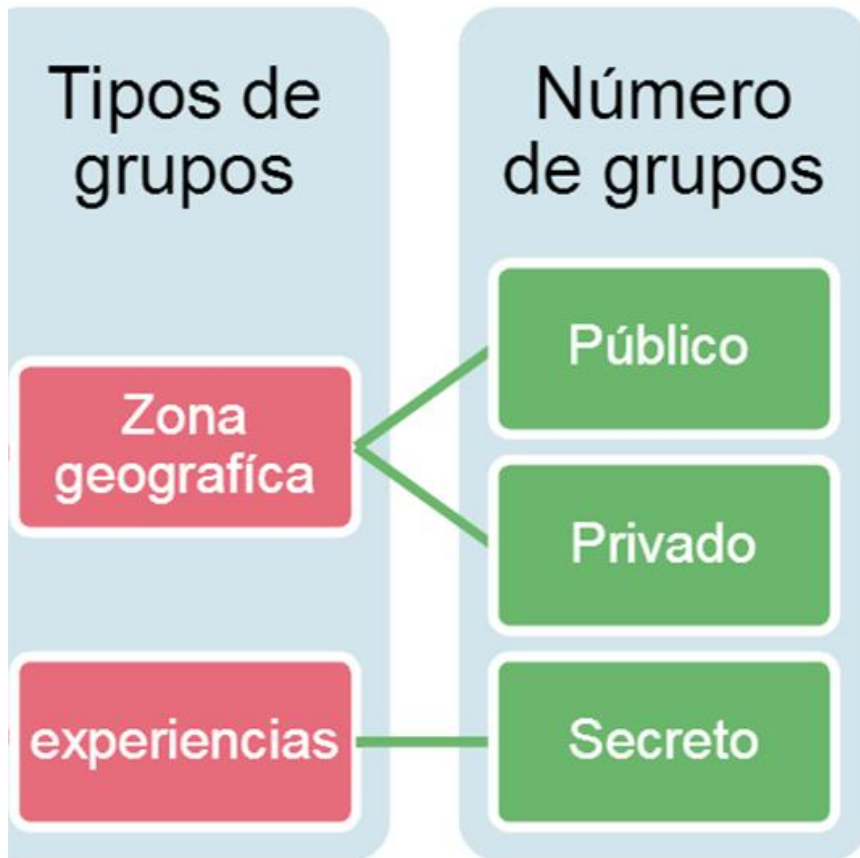 Tipos de
grupos
Número
de grupos
Zona
geografíca
experiencias
Público
Privado
Secreto